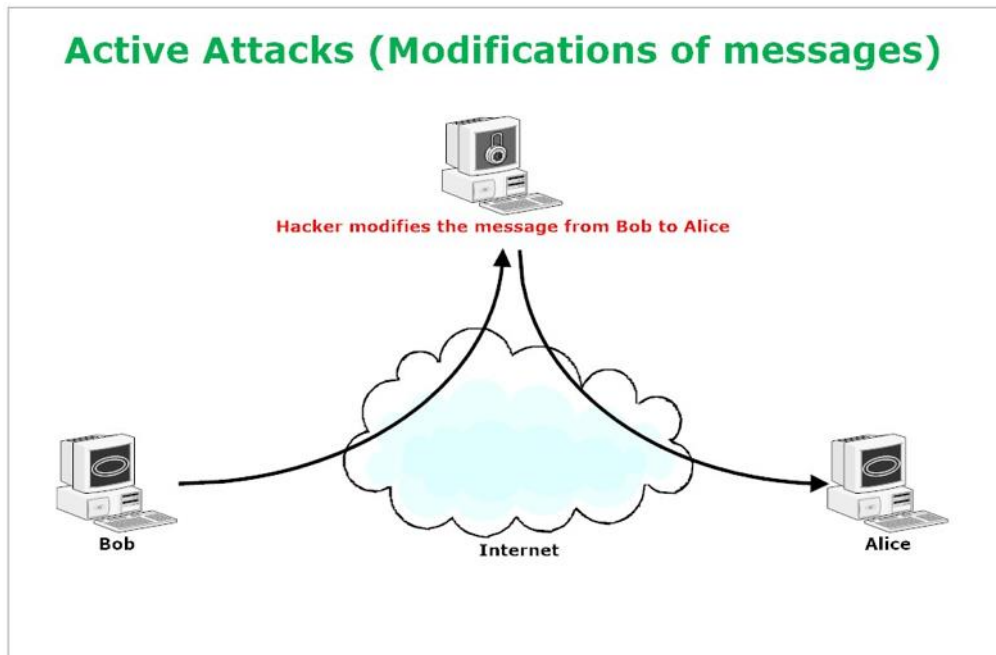 Active Attacks (Modifications of messages)
Hacker modifies the message from Bob to Alice
Bob
Internet
Alice